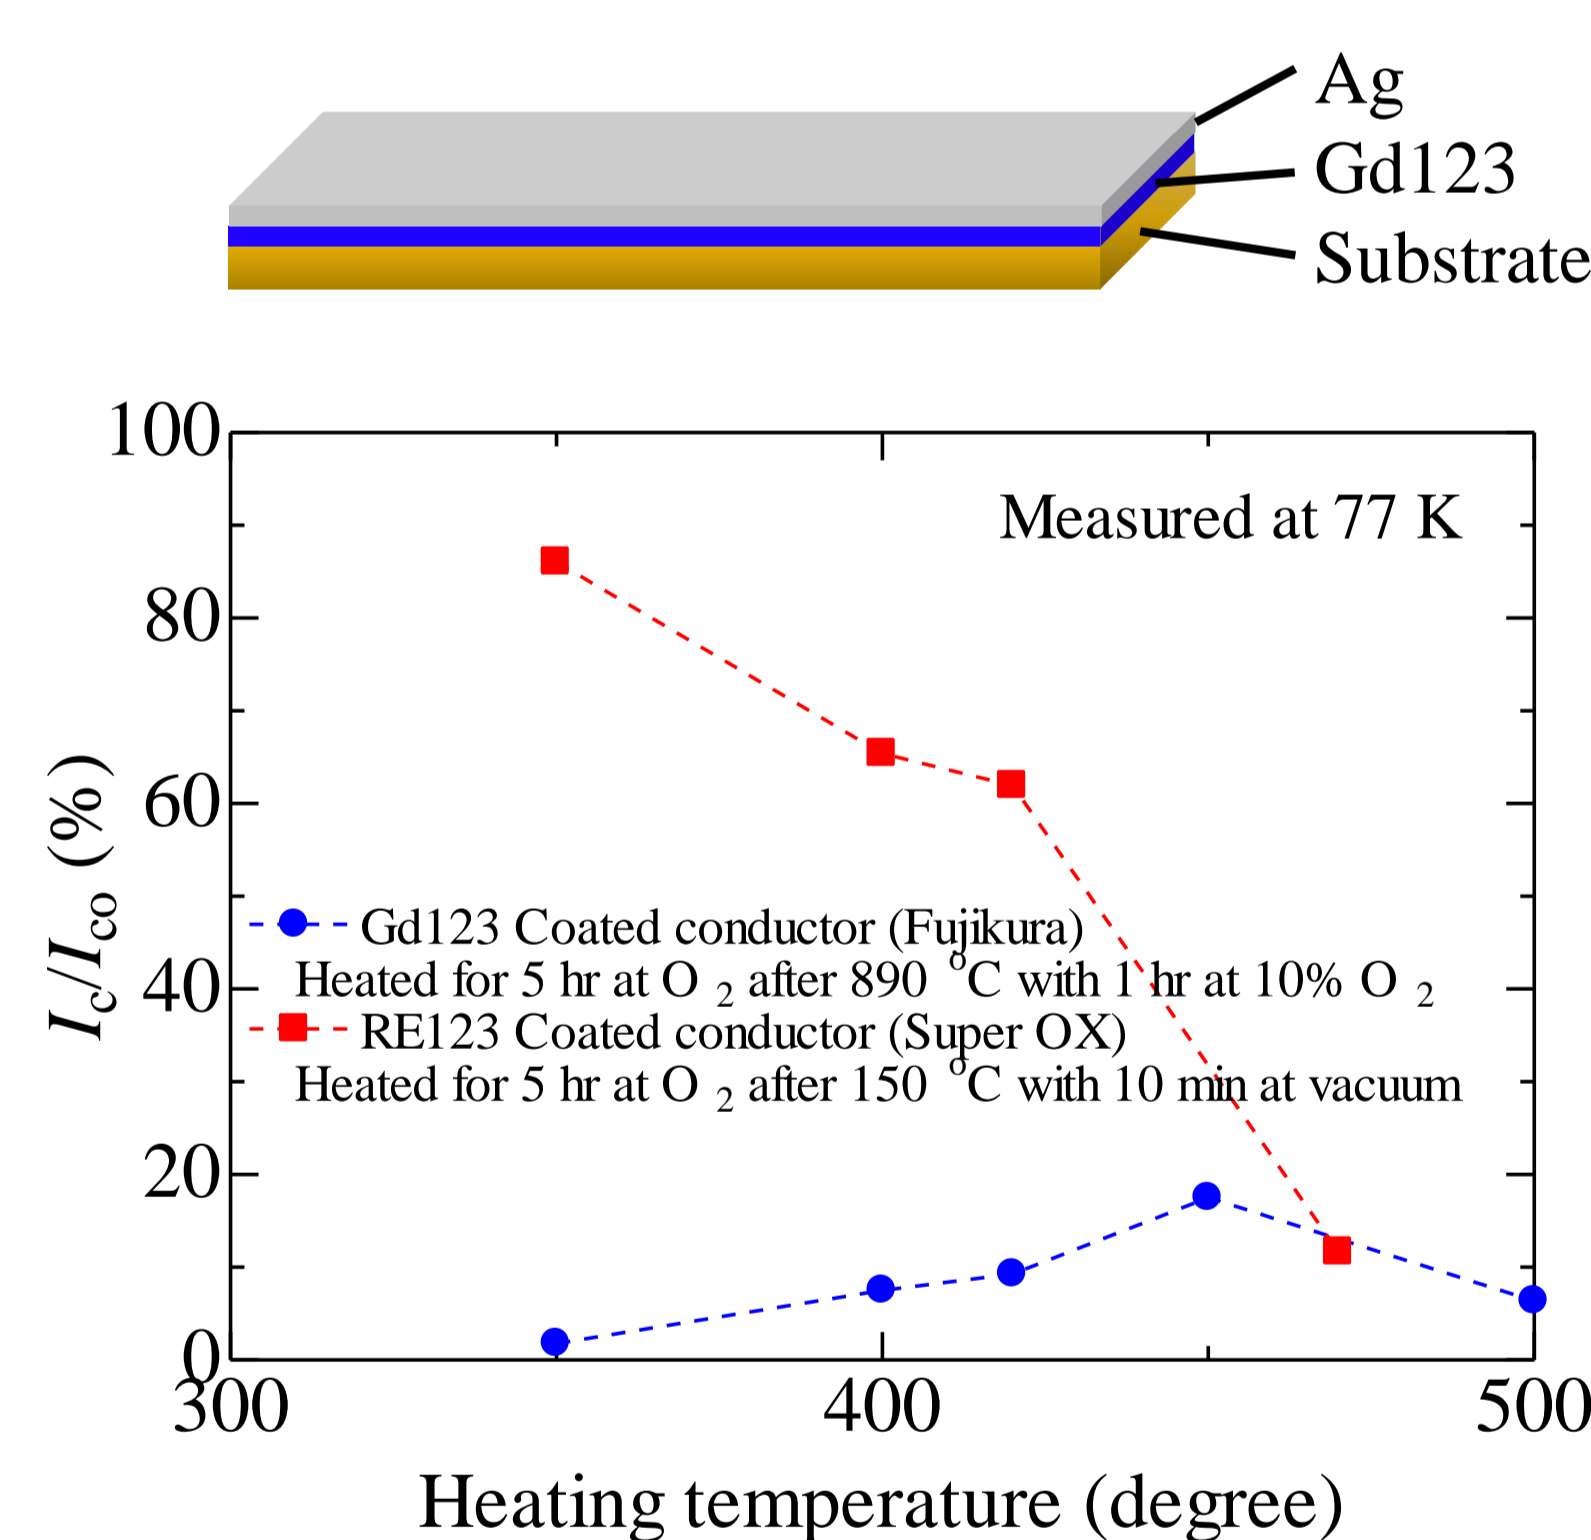 Ag
Gd123
Substrate
100
80
60
40
20
0
Ic/Ico (%)
Measured at 77 K
Gd123 Coated conductor (Fujikura)
Heated for 5 hr at O 2 after 890 °C with 1 hr at 10% O 2
RE123 Coated conductor (Super OX)
Heated for 5 hr at O 2 after 150 °C with 10 min at vacuum
300 400 500
Heating temperature (degree)